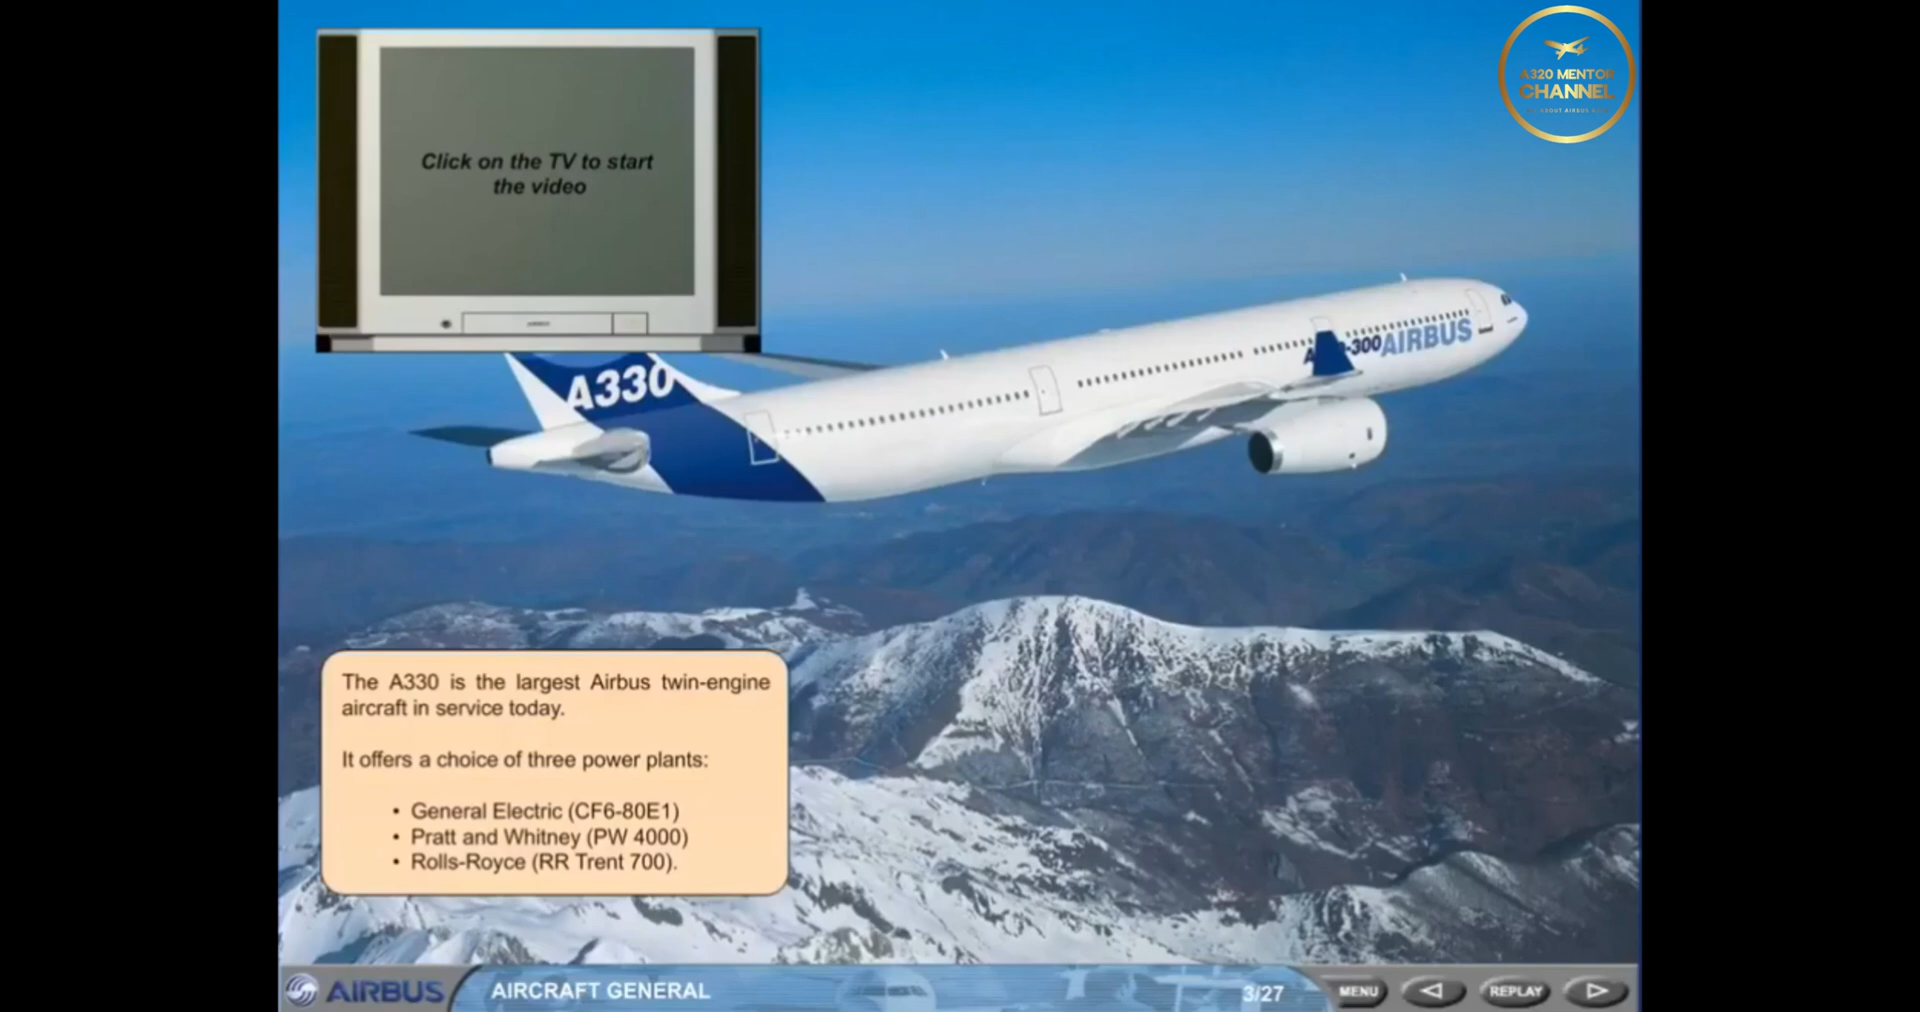 A320 MENTOR
CHANNEL
Click on the TV to start
the video
A330
-300 AIRBUS
The A330 is the largest Airbus twin-engine
aircraft in service today.
It offers a choice of three power plants:
• General Electric (CF6-80E1)
• Pratt and Whitney (PW 4000)
• Rolls-Royce (RR Trent 700).
AIRBUS
AIRCRAFT GENERAL
3/27
MENU
REPLAY